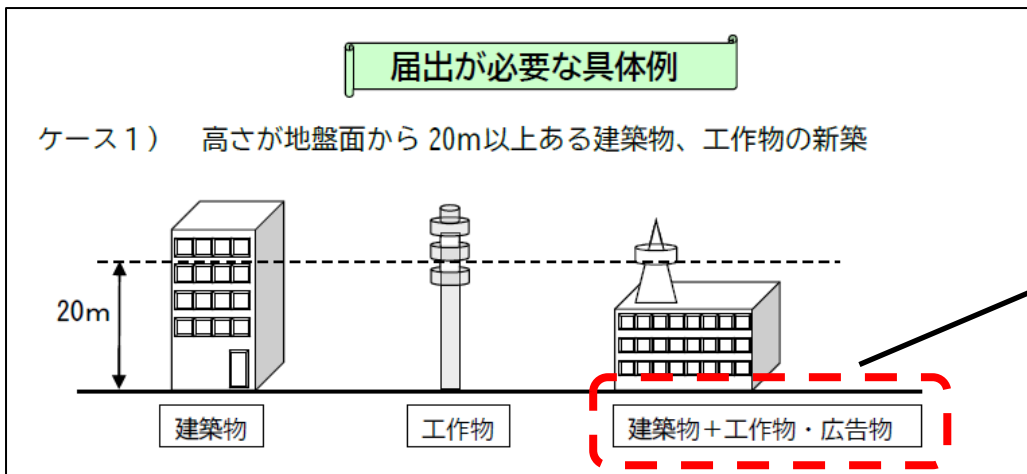 届出が必要な具体例
ケース１）　高さが地盤面から 20m以上ある建築物、工作物の新築
20m
建築物
工作物
建築物＋工作物・広告物